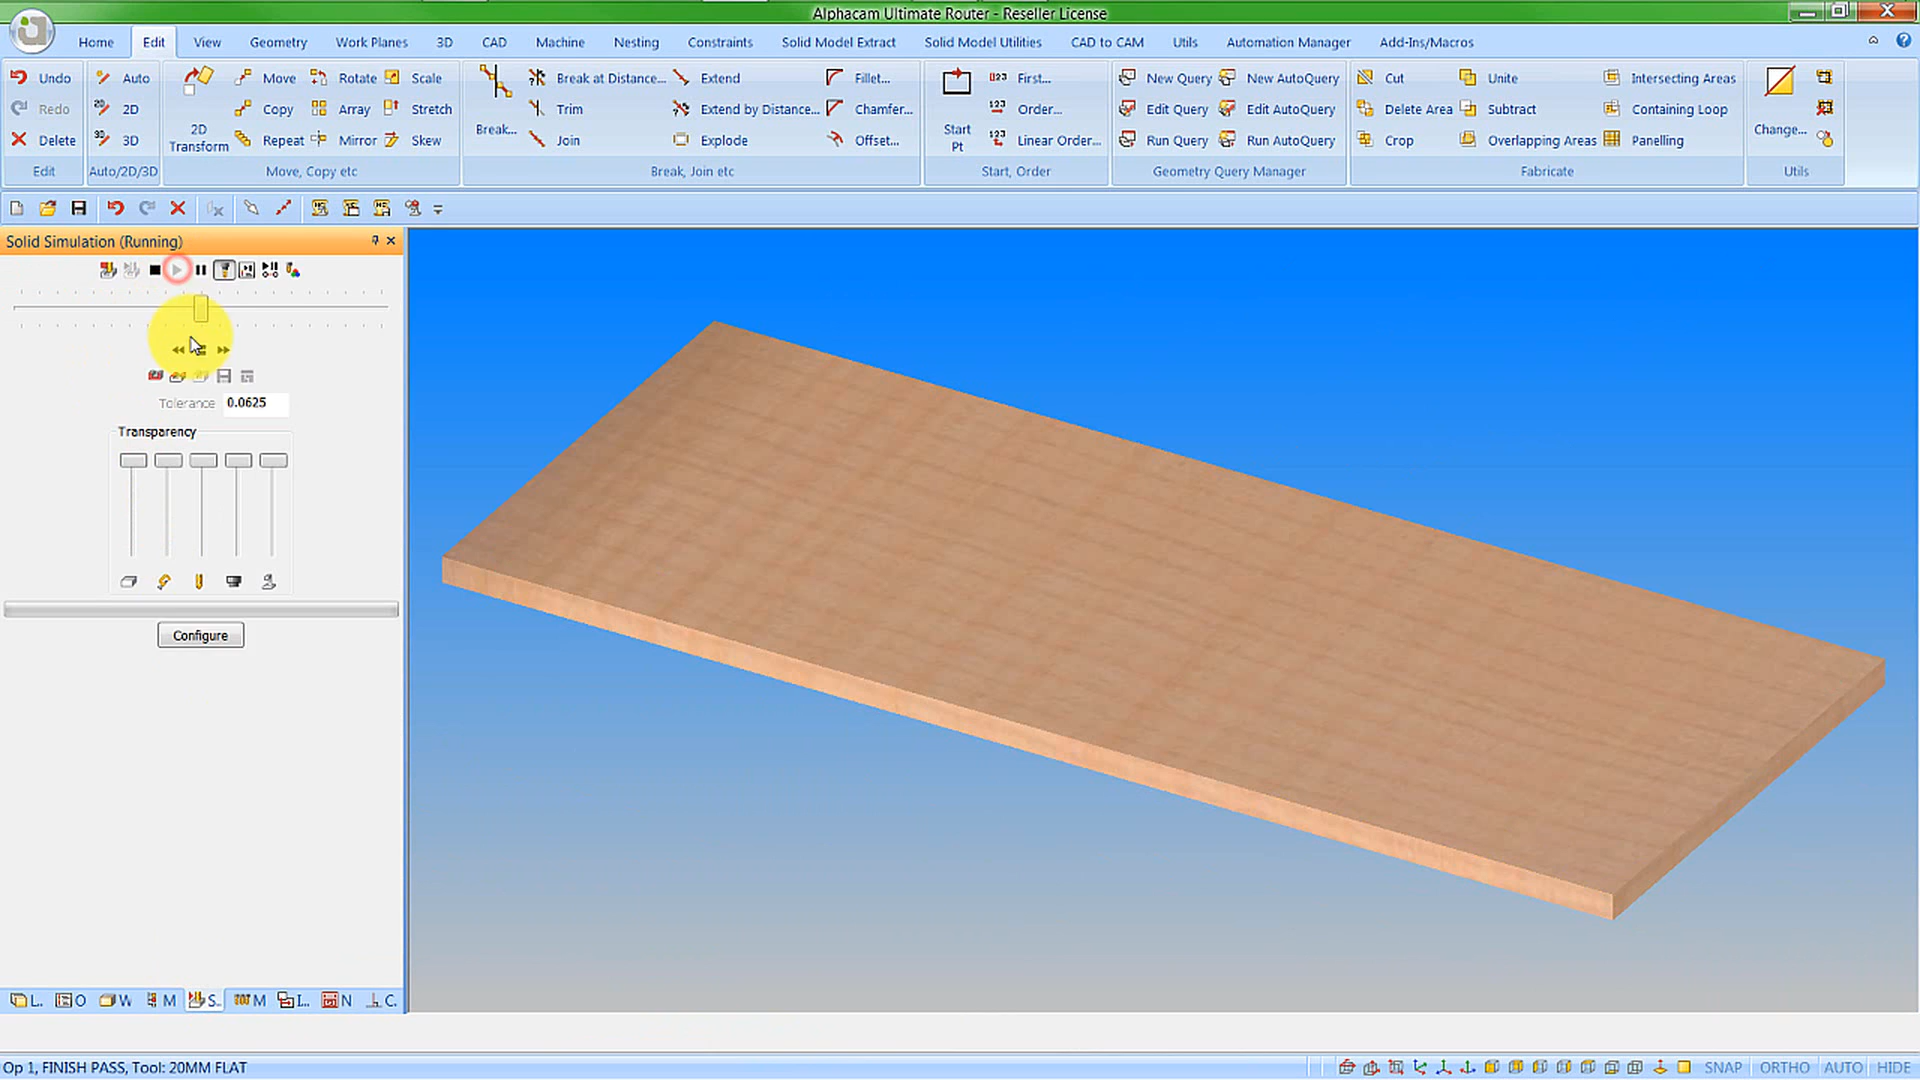 Alphacam Ultimate Router - Reseller License
Home Edit View Geometry Work Planes 3D CAD Machine Nesting Constraints Solid Model Extract Solid Model Utilities CAD to CAM Utils Automation Manager Add-Ins/Macros
Undo Auto Move Rotate Scale Break at Distance... Extend Fillet... First... New Query New AutoQuery Cut Unite Intersecting Areas
Redo 2D Copy Array Stretch Trim Extend by Distance... Chamfer... Order... Edit Query Edit AutoQuery Delete Area Subtract Containing Loop
2D Transform Break... Start Pt Change...
Delete 3D Repeat Mirror Skew Join Explode Offset... Linear Order... Run Query Run AutoQuery Crop Overlapping Areas Panelling
Edit Auto/2D/3D Move, Copy etc Break, Join etc Start, Order Geometry Query Manager Fabricate Utils
Solid Simulation (Running)
Tolerance 0.0625
Transparency
Configure
L. O W M S.. M I... N C.
Op 1, FINISH PASS, Tool: 20MM FLAT SNAP ORTHO AUTO HIDE